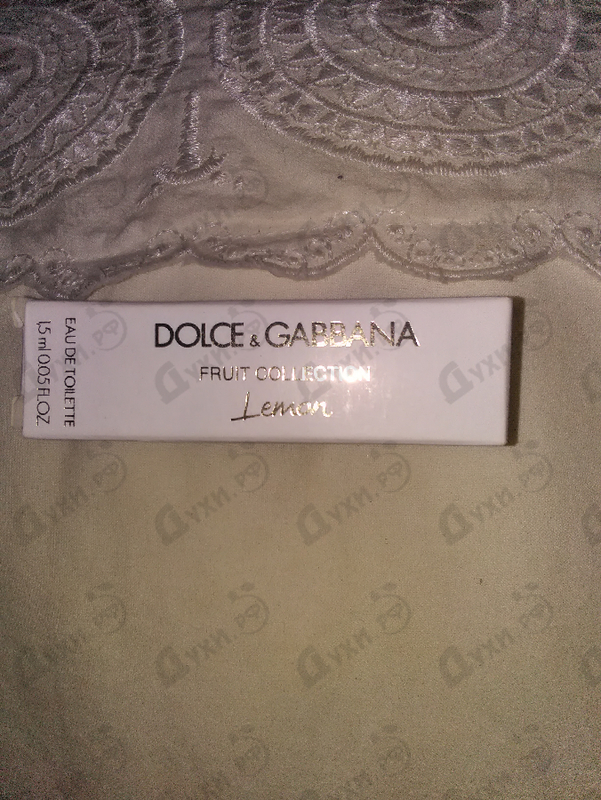 DOLCE & GABBANA
FRUIT COLLECTION
Lemon
EAU DE TOILETTE
1,5 ml 0.05 FL.OZ.
Духи.рф